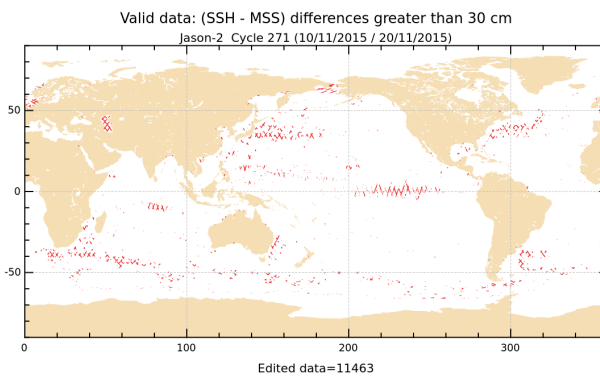 Valid data: (SSH - MSS) differences greater than 30 cm
Jason-2 Cycle 271 (10/11/2015 / 20/11/2015)
50
0
-50
0 100 200 300
Edited data=11463